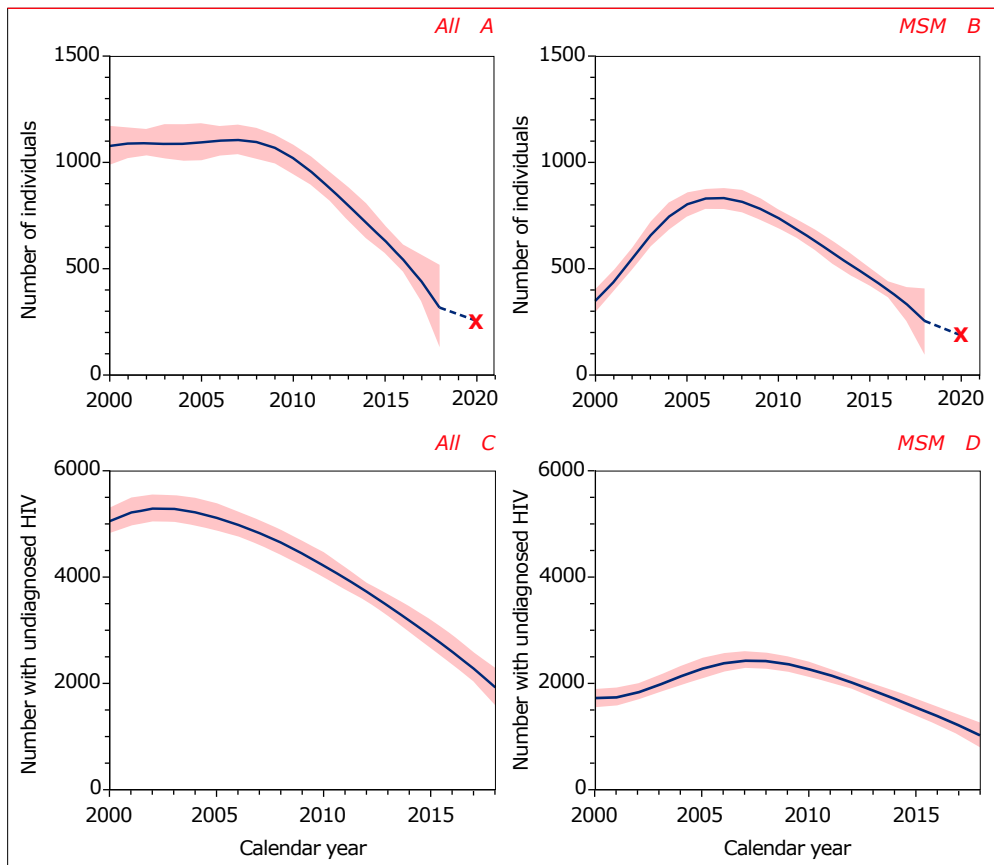 All A
MSM B
Number of individuals
1500
1000
500
0
2000 2005 2010 2015 2020
X
Number of individuals
1500
1000
500
0
2000 2005 2010 2015 2020
X
All C
MSM D
Number with undiagnosed HIV
6000
4000
2000
0
2000 2005 2010 2015
Calendar year
Number with undiagnosed HIV
6000
4000
2000
0
2000 2005 2010 2015
Calendar year